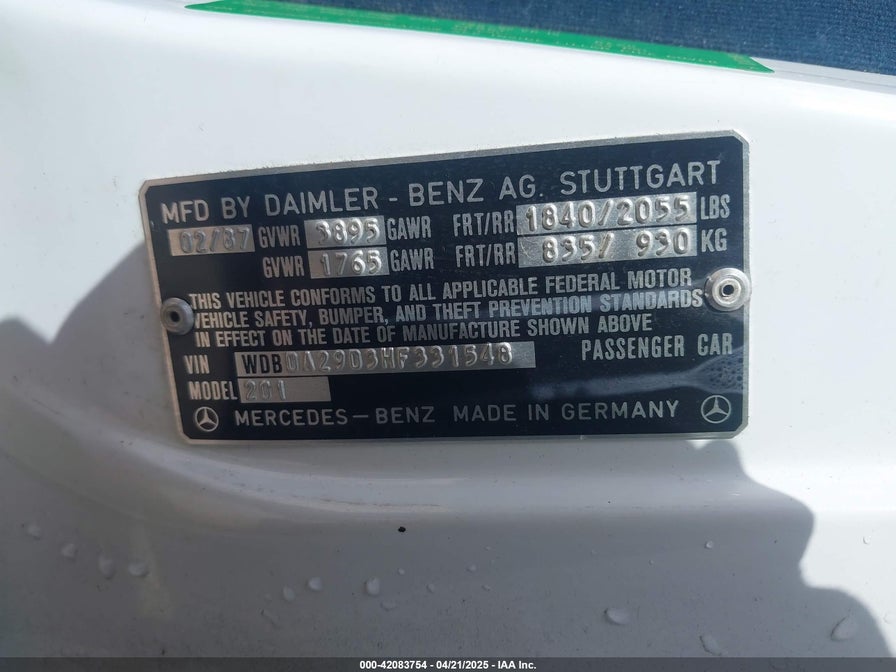 MFD BY DAIMLER - BENZ AG. STUTTGART
02/87 GVWR 3895 GAWR FRT/RR 1840/2055 LBS
GVWR 1765 GAWR FRT/RR 835/ 930 KG
THIS VEHICLE CONFORMS TO ALL APPLICABLE FEDERAL MOTOR
VEHICLE SAFETY, BUMPER, AND THEFT PREVENTION STANDARDS
IN EFFECT ON THE DATE OF MANUFACTURE SHOWN ABOVE
VIN WDB0A29D3HF331548 PASSENGER CAR
MODEL 201
MERCEDES-BENZ MADE IN GERMANY
000-42083754 - 04/21/2025 - IAA Inc.